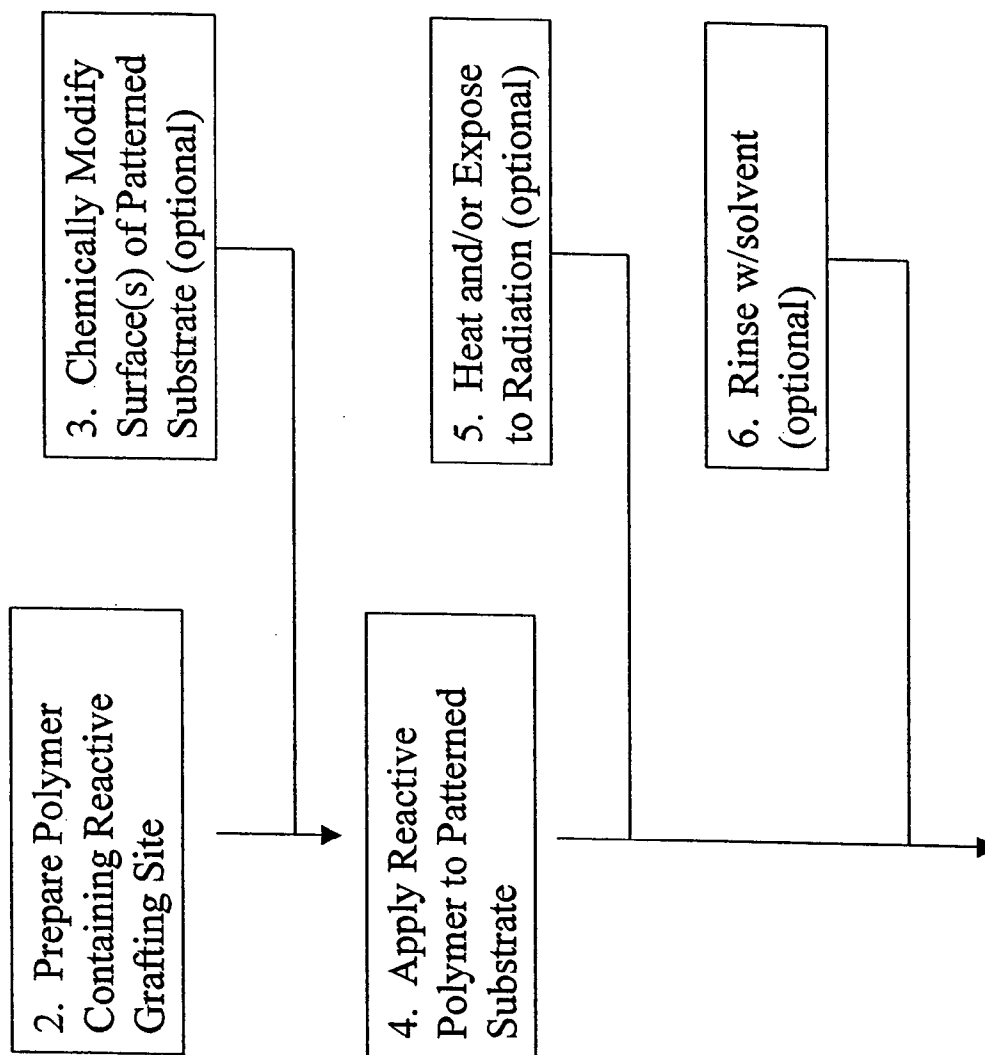 2. Prepare Polymer
Containing Reactive
Grafting Site
3. Chemically Modify
Surface(s) of Patterned
Substrate (optional)
4. Apply Reactive
Polymer to Patterned
Substrate
5. Heat and/or Expose
to Radiation (optional)
6. Rinse w/solvent
(optional)